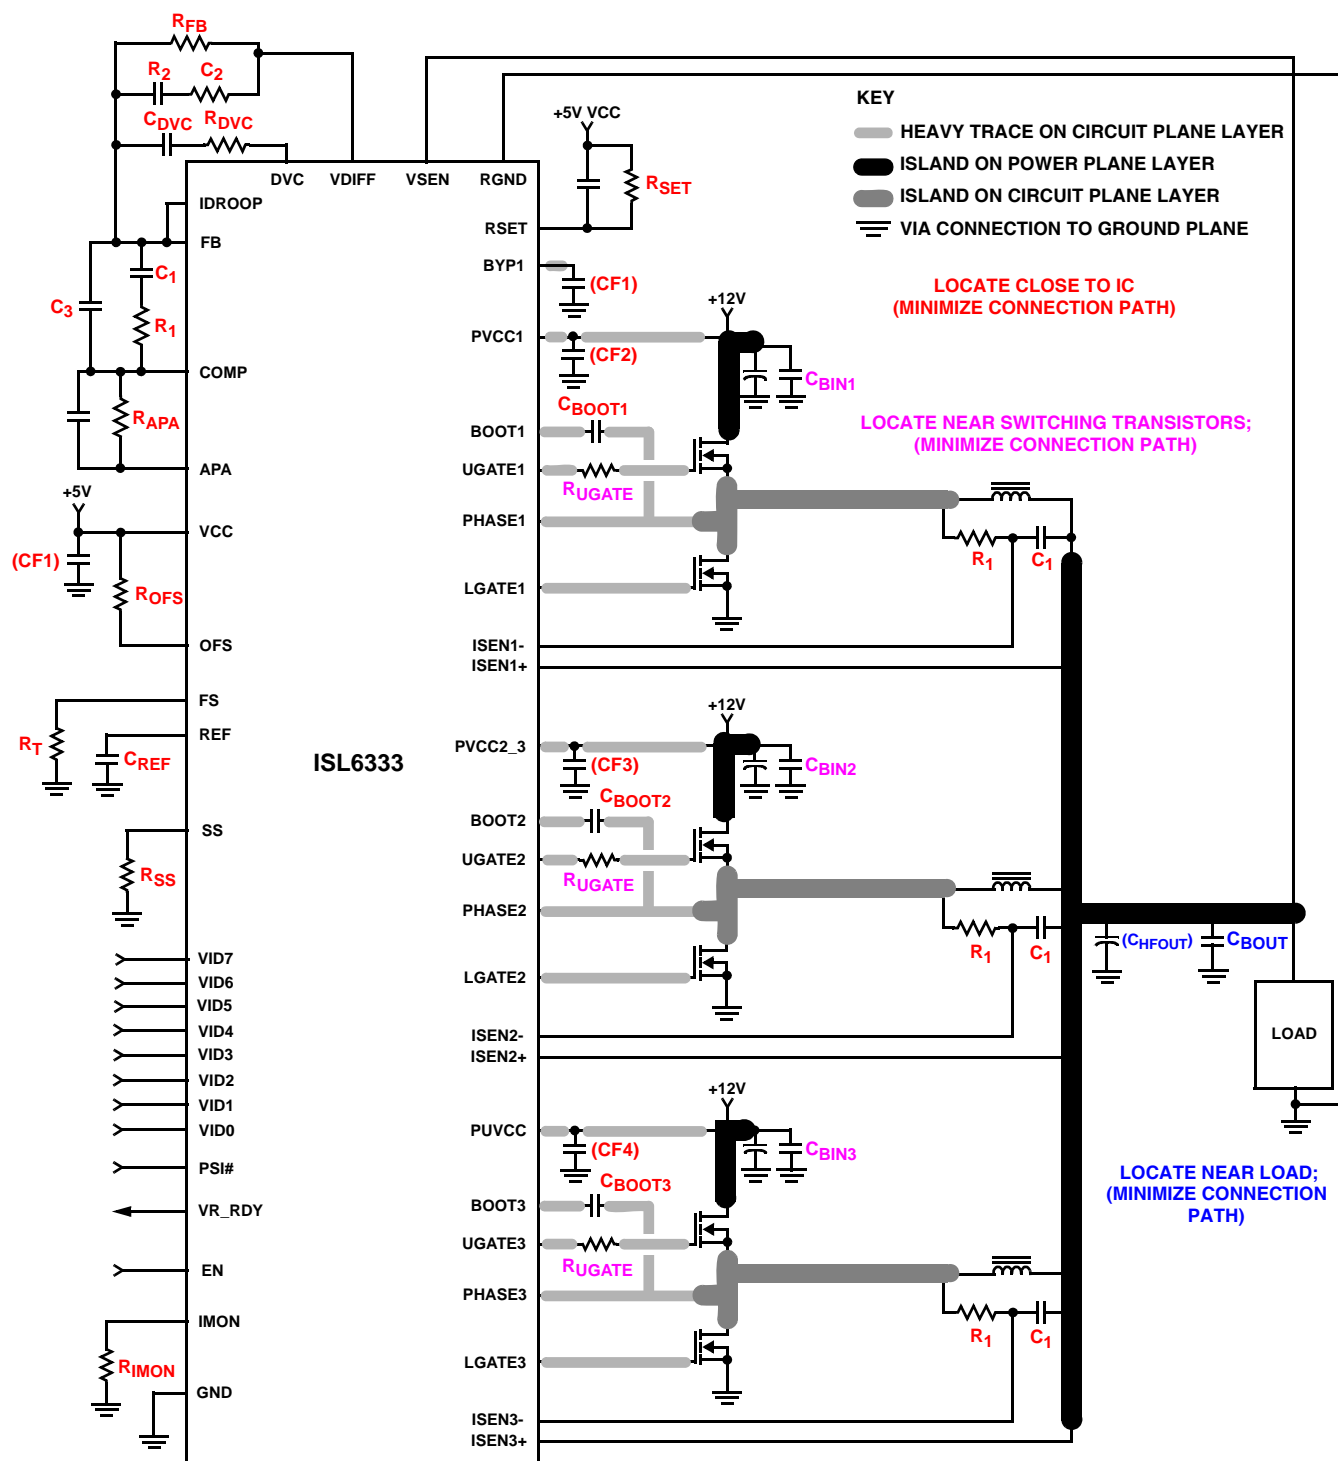 RFB
R2 C2
CDVC RDVC
DVC VDIFF VSEN RGND
+5V VCC
RSET
KEY
HEAVY TRACE ON CIRCUIT PLANE LAYER
ISLAND ON POWER PLANE LAYER
ISLAND ON CIRCUIT PLANE LAYER
VIA CONNECTION TO GROUND PLANE
LOCATE CLOSE TO IC
(MINIMIZE CONNECTION PATH)
LOCATE NEAR SWITCHING TRANSISTORS;
(MINIMIZE CONNECTION PATH)
IDROOP
FB
C1
C3
R1
COMP
RAPA
APA
+5V
VCC
(CF1)
ROFS
OFS
FS
REF
RT
CREF
SS
RSS
VID7
VID6
VID5
VID4
VID3
VID2
VID1
VID0
PSI#
VR_RDY
EN
IMON
RIMON
GND
ISL6333
RSET
BYP1
(CF1)
+12V
PVCC1
(CF2)
CBIN1
CBOOT1
BOOT1
UGATE1
RUGATE
PHASE1
R1 C1
LGATE1
ISEN1-
ISEN1+
+12V
PVCC2_3
(CF3)
CBIN2
CBOOT2
BOOT2
UGATE2
RUGATE
PHASE2
R1 C1
LGATE2
ISEN2-
ISEN2+
(CHFOUT) CBOUT
LOAD
+12V
PUVCC
(CF4)
CBIN3
CBOOT3
BOOT3
UGATE3
RUGATE
PHASE3
R1 C1
LGATE3
ISEN3-
ISEN3+
LOCATE NEAR LOAD;
(MINIMIZE CONNECTION
PATH)